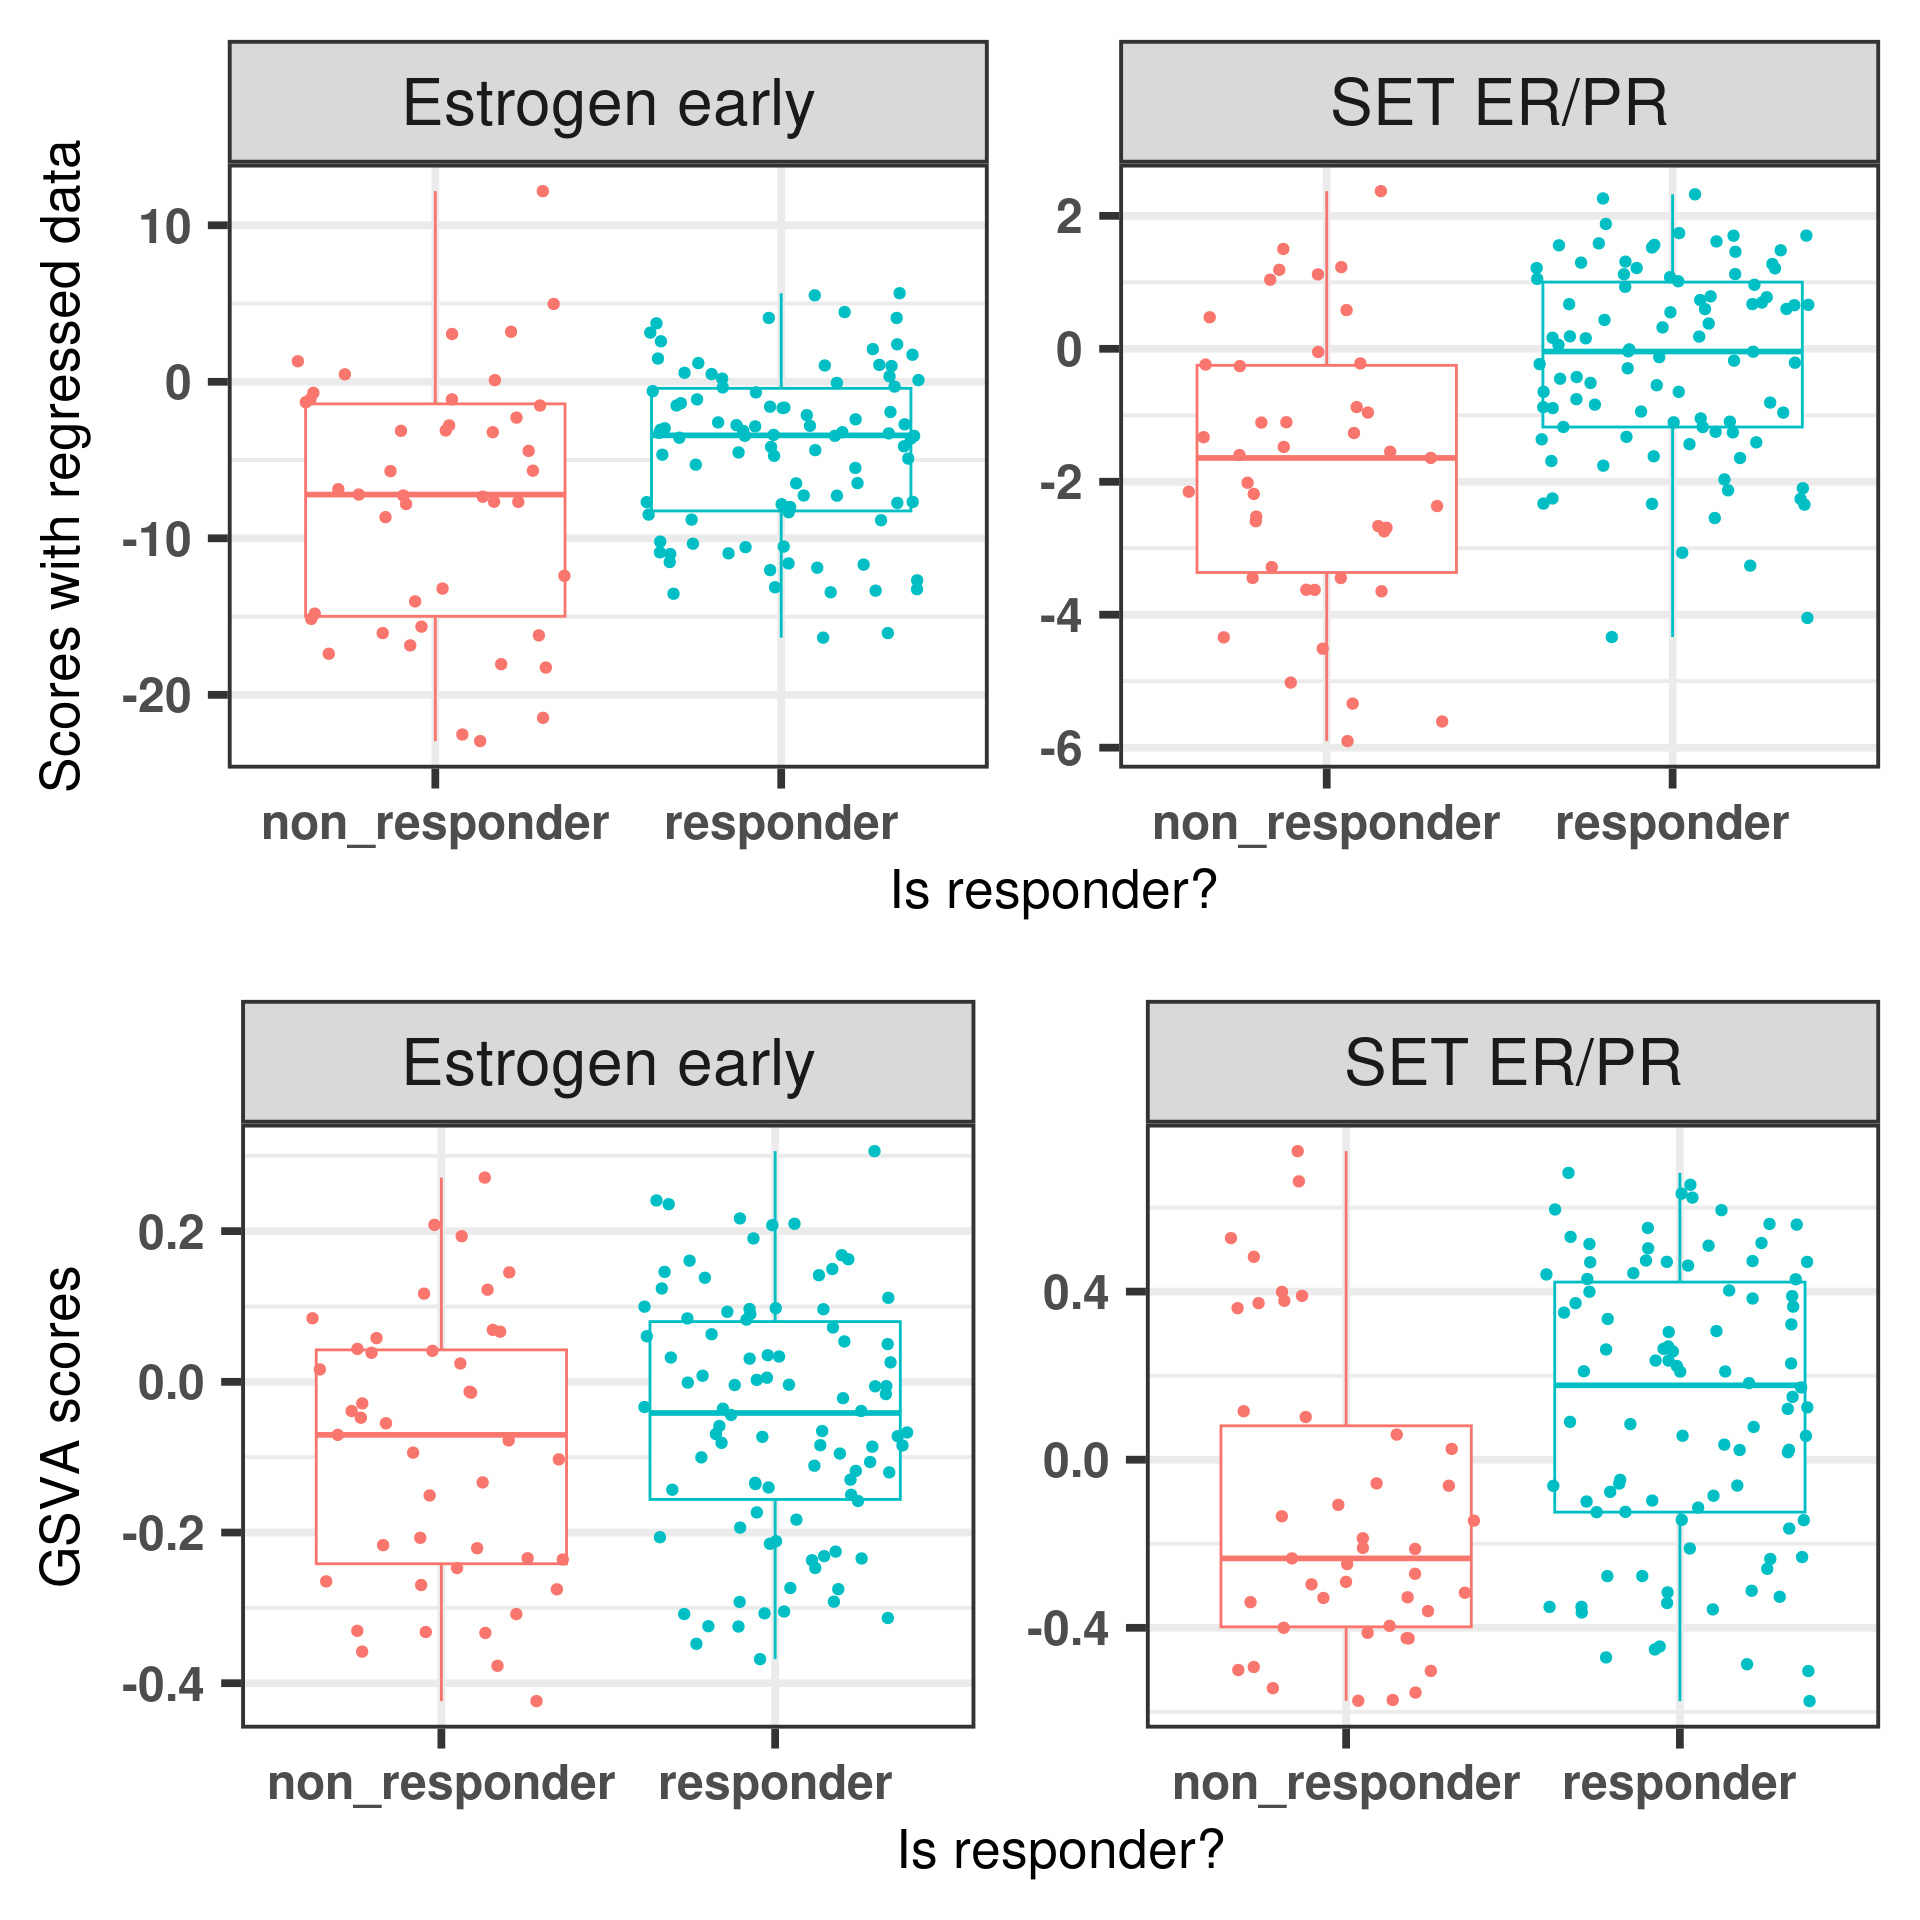 Estrogen early
SET ER/PR
Scores with regressed data
10
0
-10
-20
2
0
-2
-4
-6
non_responder
responder
non_responder
responder
Is responder?
Estrogen early
SET ER/PR
GSVA scores
0.2
0.0
-0.2
-0.4
0.4
0.0
-0.4
non_responder
responder
non_responder
responder
Is responder?